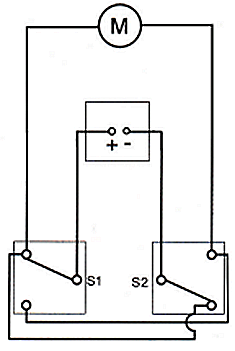 M
+ -
S1 S2